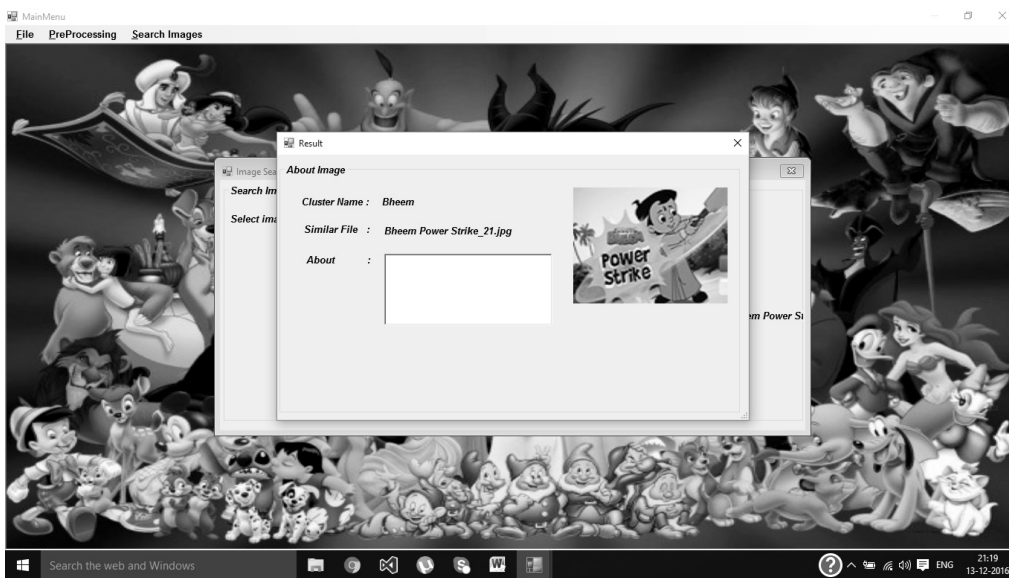 MainMenu
File PreProcessing Search Images
Result
About Image
Image Sea
Search Im
Cluster Name : Bheem
Select ima
Similar File : Bheem Power Strike_21.jpg
About :
POWER
Strike
em Power St
Search the web and Windows
ENG
21:19
13-12-2016